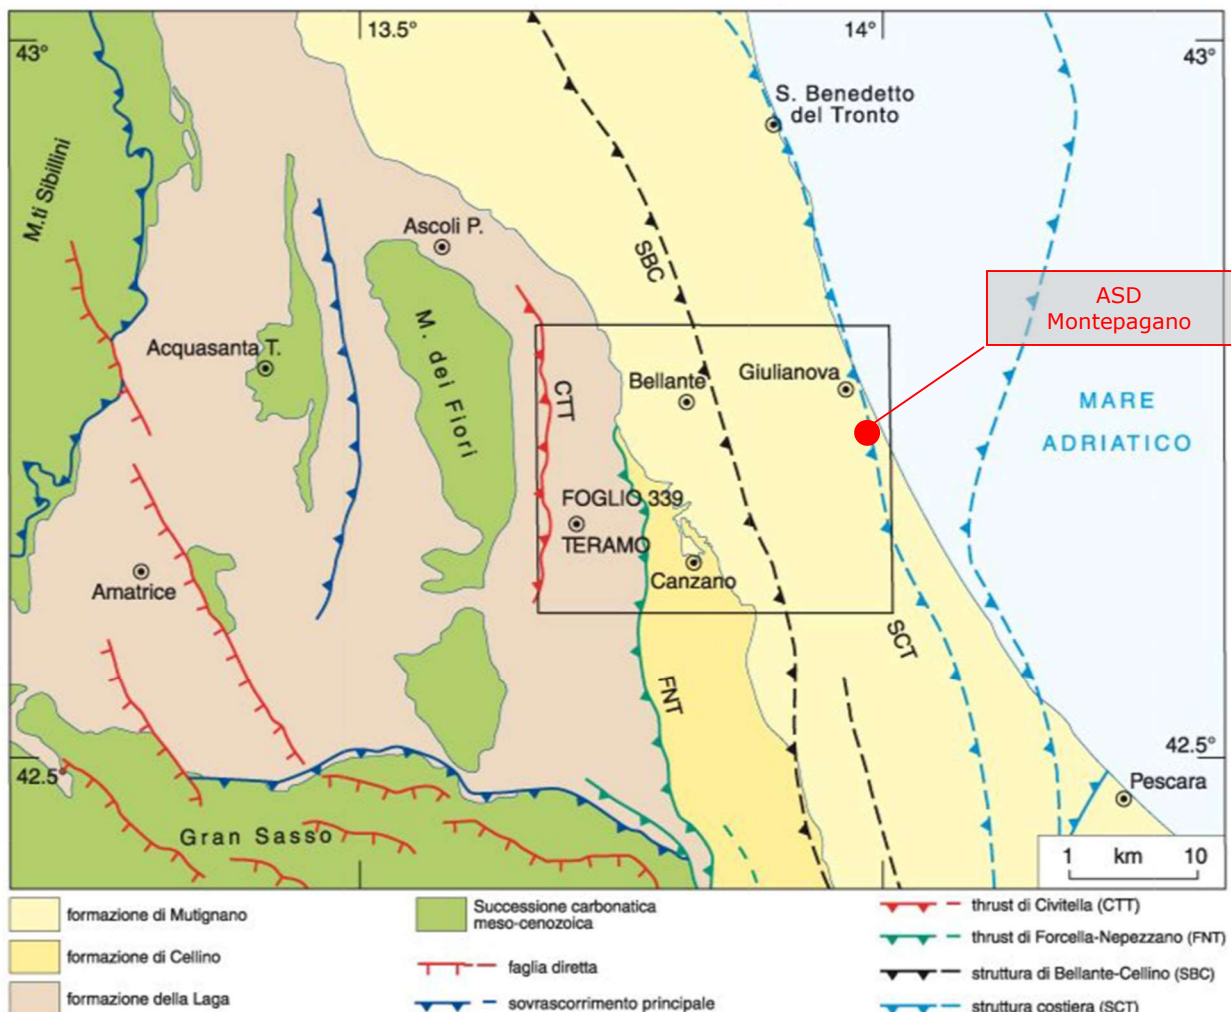 43°
13.5°
14°
43°
S. Benedetto
del Tronto
M.ti Sibillini
Ascoli P.
SBC
ASD
Montepagano
Acquasanta T.
M. dei Fiori
CTT
Bellante
Giulianova
MARE
ADRIATICO
FOGLIO 339
TERAMO
Canzano
Amatrice
SCT
FNT
42.5°
42.5
Pescara
Gran Sasso
1 km 10
formazione di Mutignano
formazione di Cellino
formazione della Laga
Successione carbonatica
meso-cenozoica
faglia diretta
sovrascorrimento principale
thrust di Civitella (CTT)
thrust di Forcella-Nepezzano (FNT)
struttura di Bellante-Cellino (SBC)
struttura costiera (SCT)